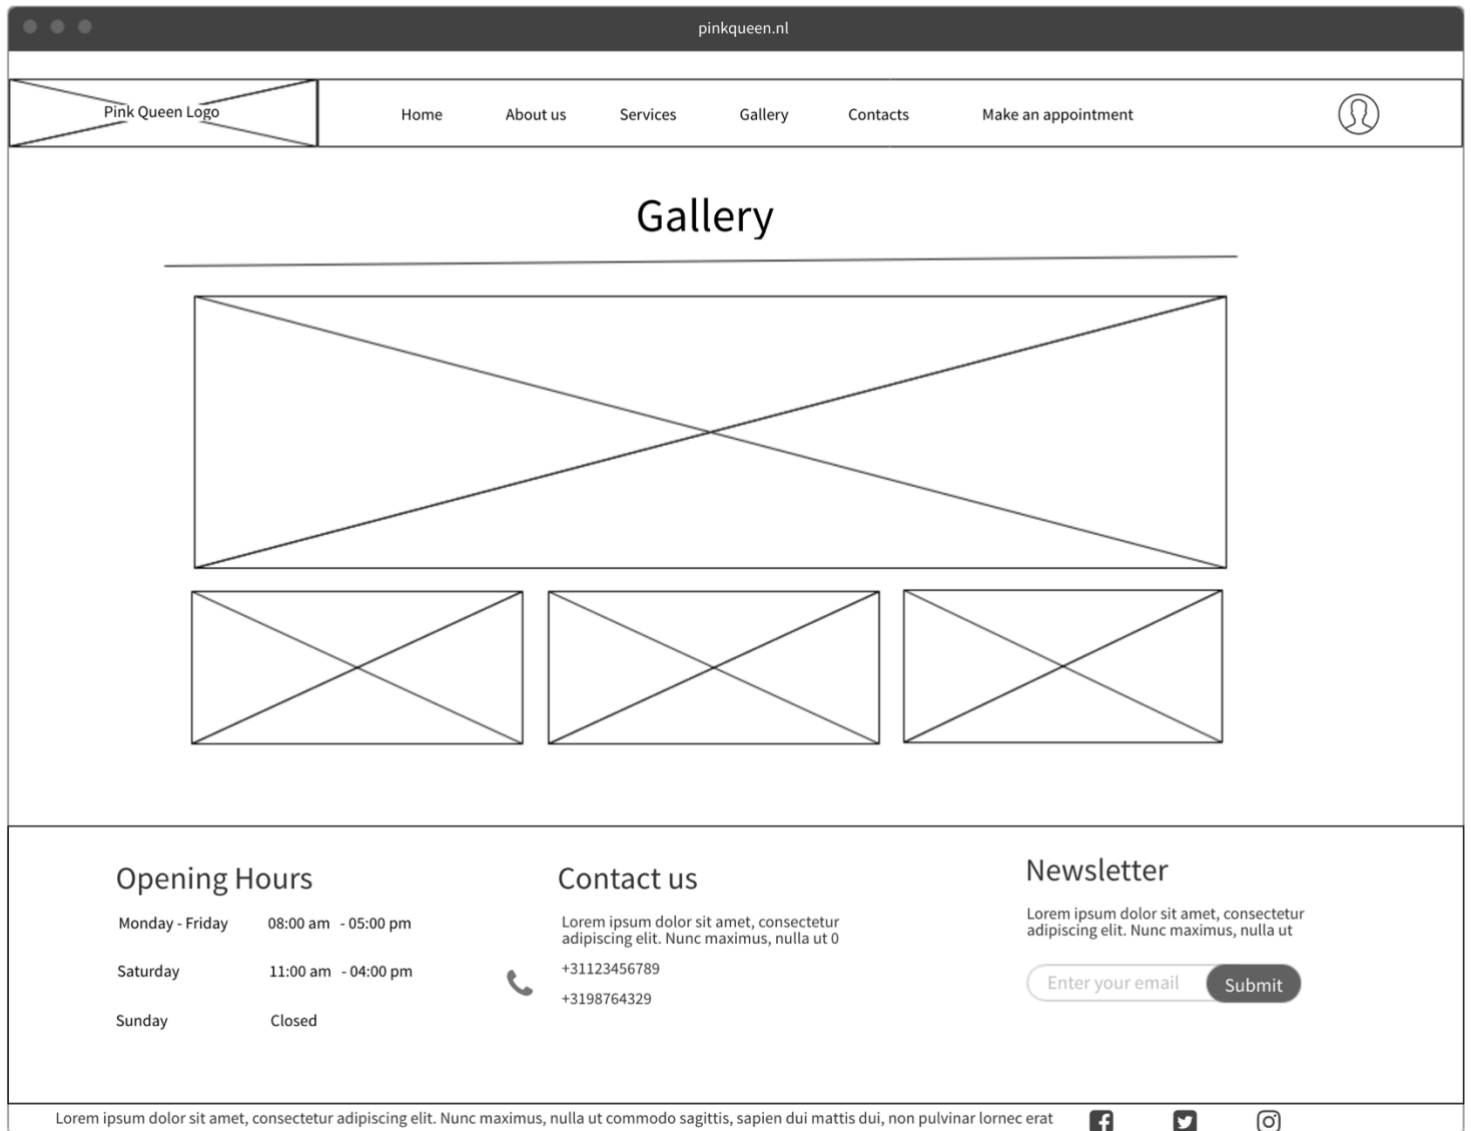 pinkqueen.nl
Pink Queen Logo
Home
About us
Services
Gallery
Contacts
Make an appointment
Gallery
Opening Hours
Monday - Friday 08:00 am - 05:00 pm
Saturday 11:00 am - 04:00 pm
Sunday Closed
Contact us
Lorem ipsum dolor sit amet, consectetur
adipiscing elit. Nunc maximus, nulla ut 0
+31123456789
+3198764329
Newsletter
Lorem ipsum dolor sit amet, consectetur
adipiscing elit. Nunc maximus, nulla ut
Enter your email
Submit
Lorem ipsum dolor sit amet, consectetur adipiscing elit. Nunc maximus, nulla ut commodo sagittis, sapien dui mattis dui, non pulvinar lornec erat